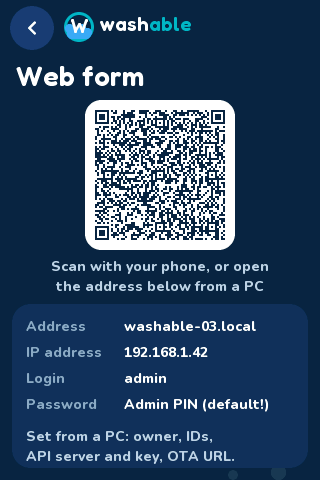 washable
Web form
Scan with your phone, or open
the address below from a PC
Address washable-03.local
IP address 192.168.1.42
Login admin
Password Admin PIN (default!)
Set from a PC: owner, IDs,
API server and key, OTA URL.